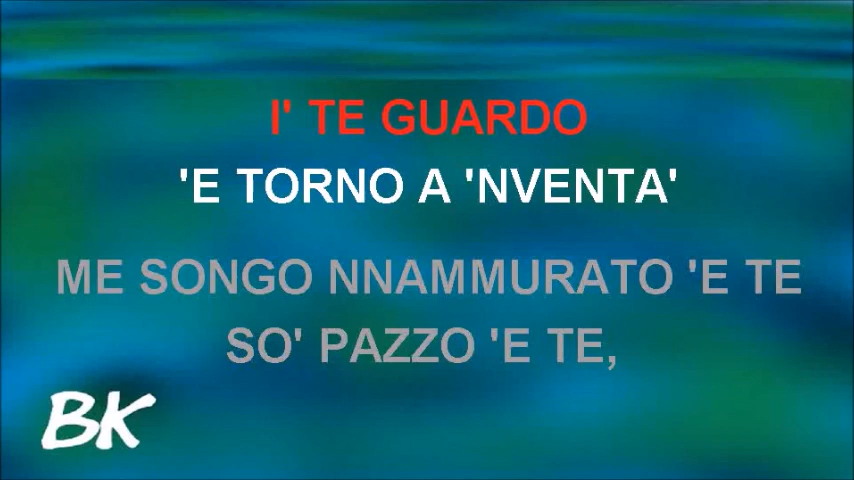 I' TE GUARDO
'E TORNO A 'NVENTA'
ME SONGO NNAMMURATO 'E TE
SO' PAZZO 'E TE,
BK